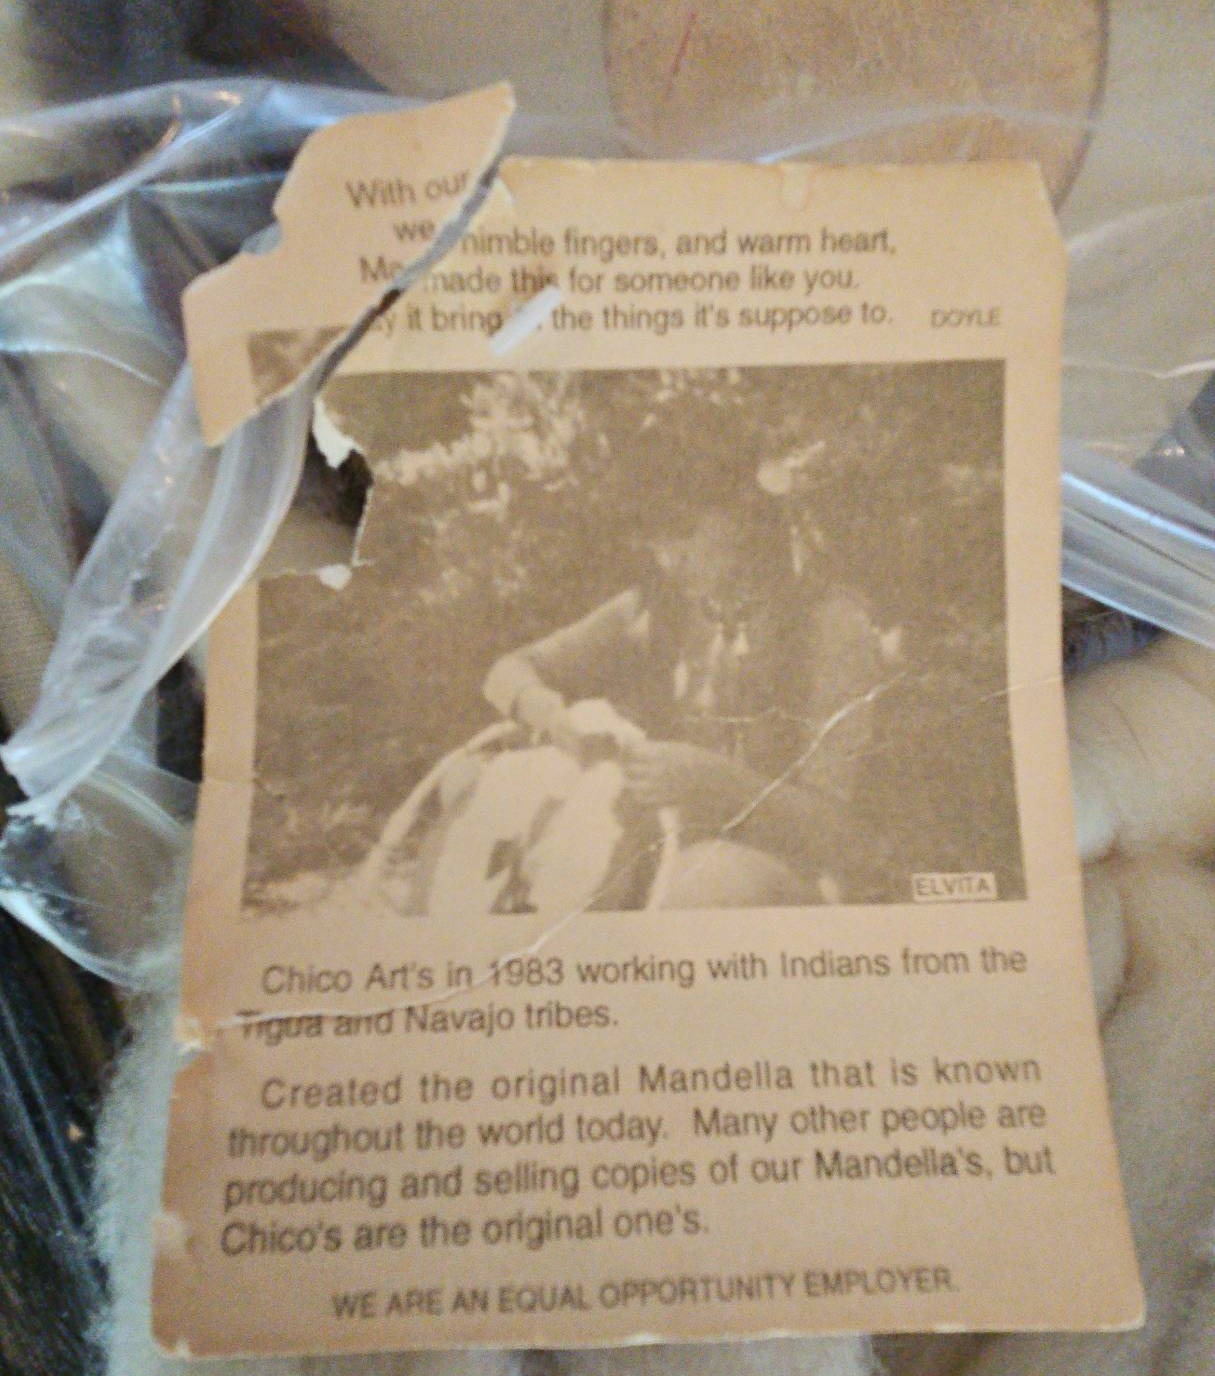 With our nimble fingers, and warm heart,
we made this for someone like you.
May it bring the things it's suppose to. DOYLE
ELVITA
Chico Art's in 1983 working with Indians from the
Tigua and Navajo tribes.
Created the original Mandella that is known
throughout the world today. Many other people are
producing and selling copies of our Mandella's, but
Chico's are the original one's.
WE ARE AN EQUAL OPPORTUNITY EMPLOYER.